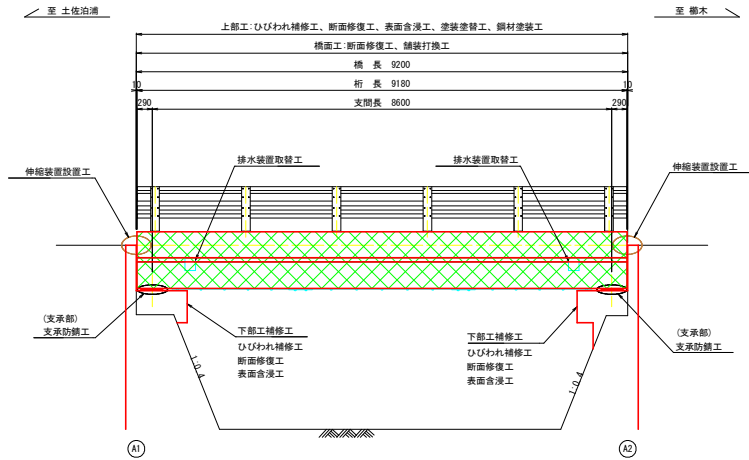 至 土佐泊浦
至 櫛木
上部工:ひびわれ補修工、断面修復工、表面含浸工、塗装塗替工、鋼材塗装工
橋面工:断面修復工、舗装打換工
橋 長 9200
10
桁 長 9180
10
290
支間長 8600
290
伸縮装置設置工
排水装置取替工
排水装置取替工
伸縮装置設置工
(支承部)
支承防錆工
下部工補修工
ひびわれ補修工
断面修復工
表面含浸工
下部工補修工
ひびわれ補修工
断面修復工
表面含浸工
(支承部)
支承防錆工
1:0.4
1:0.4
A1
A2